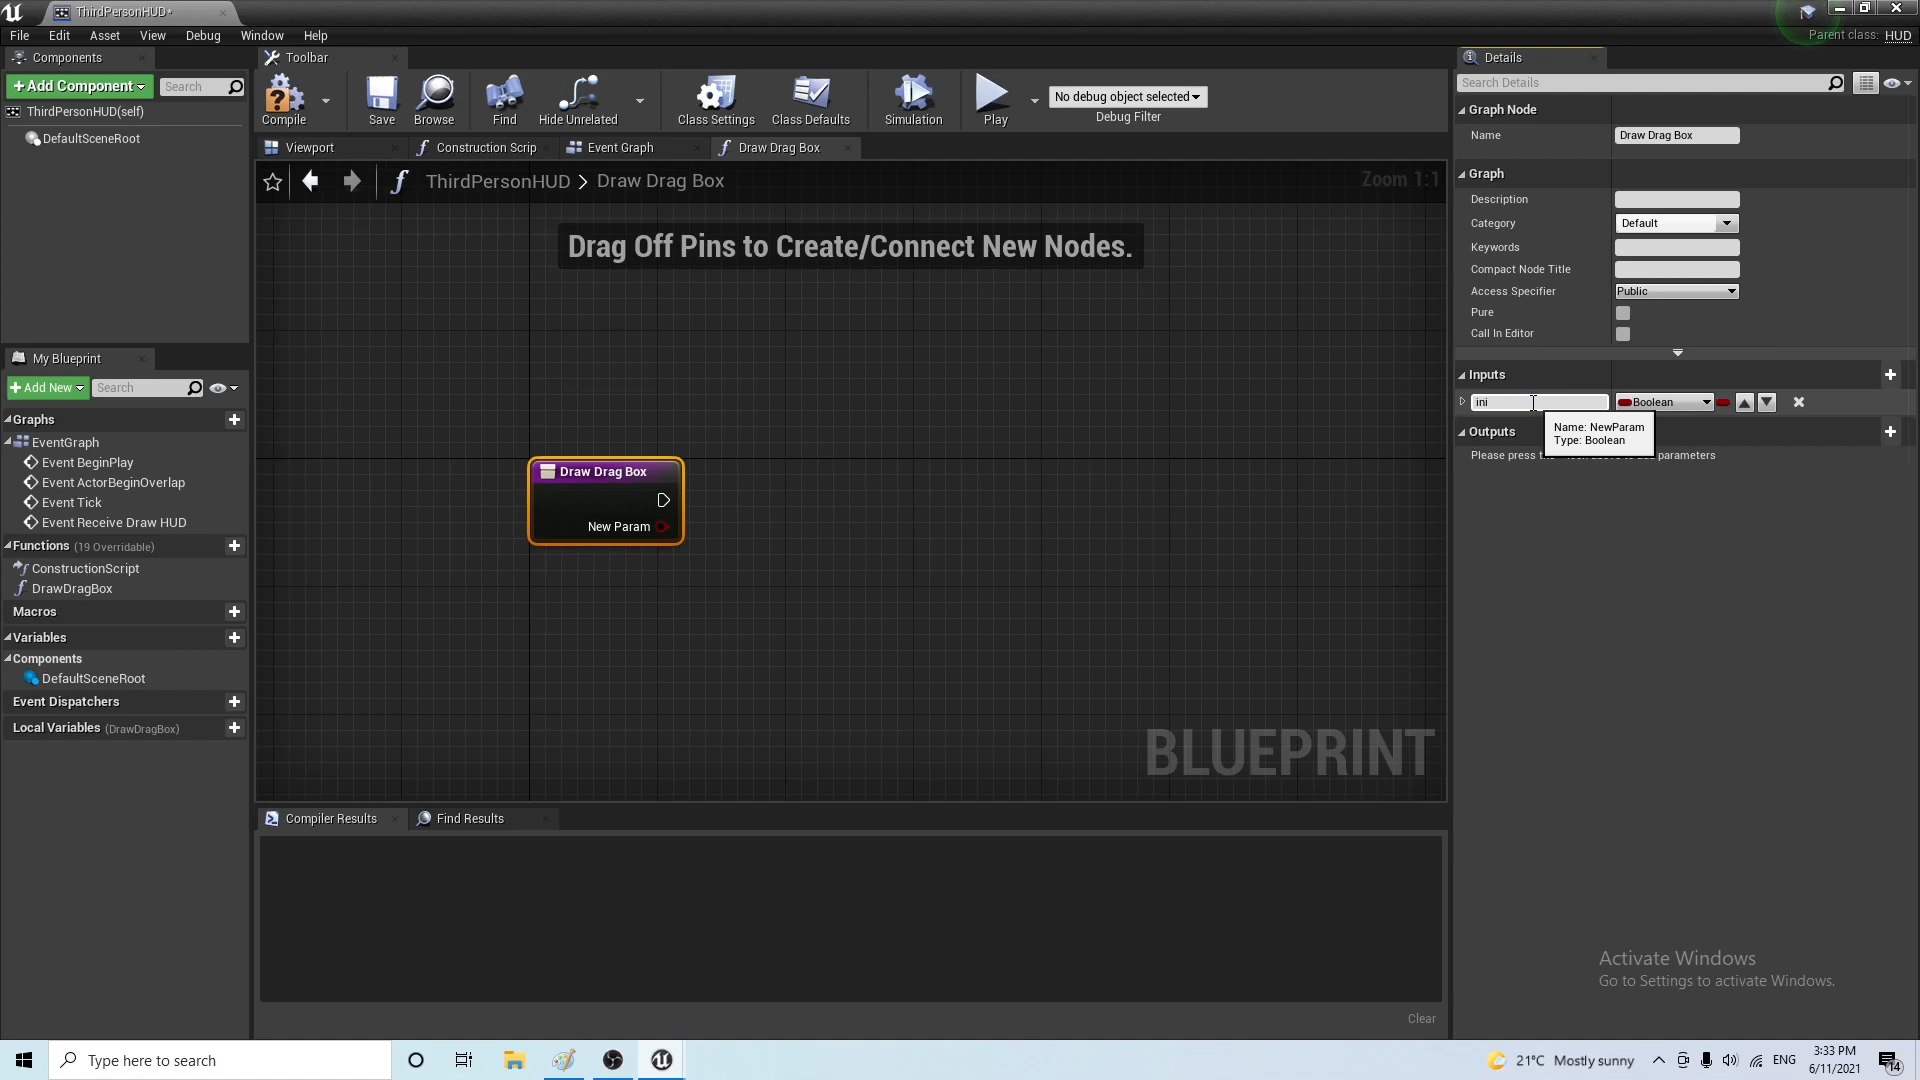 ThirdPersonHUD*
File Edit Asset View Debug Window Help
Parent class: HUD
Components
Toolbar
Details
+Add Component
Search
ThirdPersonHUD(self)
DefaultSceneRoot
Compile
Save
Browse
Find
Hide Unrelated
Class Settings
Class Defaults
Simulation
Play
No debug object selected
Debug Filter
Viewport
Construction Scrip
Event Graph
Draw Drag Box
ThirdPersonHUD > Draw Drag Box
Zoom 1:1
Drag Off Pins to Create/Connect New Nodes.
Draw Drag Box
New Param
BLUEPRINT
My Blueprint
+Add New
Search
Graphs
EventGraph
Event BeginPlay
Event ActorBeginOverlap
Event Tick
Event Receive Draw HUD
Functions (19 Overridable)
ConstructionScript
DrawDragBox
Macros
Variables
Components
DefaultSceneRoot
Event Dispatchers
Local Variables (DrawDragBox)
Search Details
Graph Node
Name Draw Drag Box
Graph
Description
Category Default
Keywords
Compact Node Title
Access Specifier Public
Pure
Call In Editor
Inputs
ini Boolean
Name: NewParam
Type: Boolean
Outputs
Please press th parameters
Compiler Results
Find Results
Clear
Activate Windows
Go to Settings to activate Windows.
Type here to search
21°C Mostly sunny
ENG
3:33 PM
6/11/2021
14